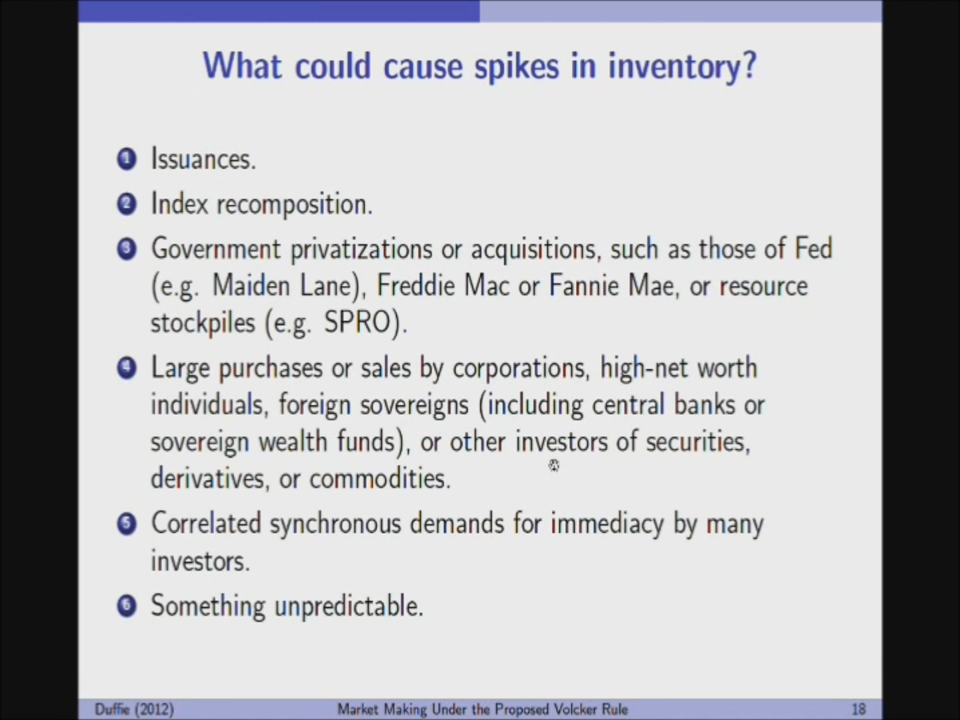 What could cause spikes in inventory?
1 Issuances.
2 Index recomposition.
3 Government privatizations or acquisitions, such as those of Fed
(e.g. Maiden Lane), Freddie Mac or Fannie Mae, or resource
stockpiles (e.g. SPRO).
4 Large purchases or sales by corporations, high-net worth
individuals, foreign sovereigns (including central banks or
sovereign wealth funds), or other investors of securities,
derivatives, or commodities.
5 Correlated synchronous demands for immediacy by many
investors.
6 Something unpredictable.
Duffie (2012) Market Making Under the Proposed Volcker Rule 18